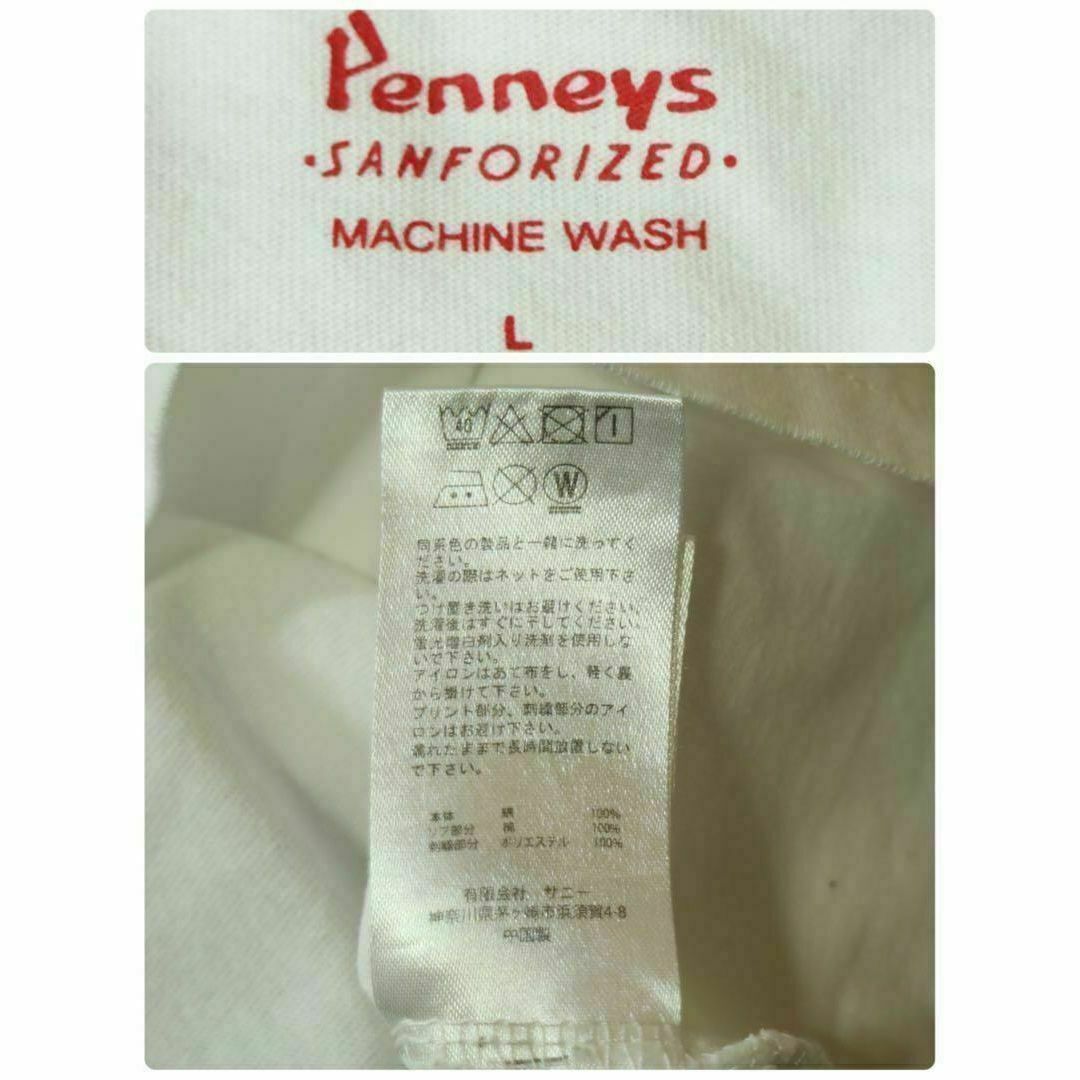 Penneys
·SANFORIZED·
MACHINE WASH
L
40
W
同系色の製品と一緒に洗ってく
ださい。
洗濯の際はネットをご使用下さ
い。
つけ置き洗いはお避けください。
洗濯後はすぐに干してください。
蛍光増白剤入り洗剤を使用しな
いで下さい。
アイロンはあて布をし、軽く裏
から掛けて下さい。
プリント部分、刺繍部分のアイ
ロンはお避け下さい。
濡れたままで長時間放置しない
で下さい。
本体 綿 100%
リブ部分 綿 100%
刺繍部分 ポリエステル 100%
有限会社 サニー
神奈川県茅ヶ崎市浜須賀4-8
中国製